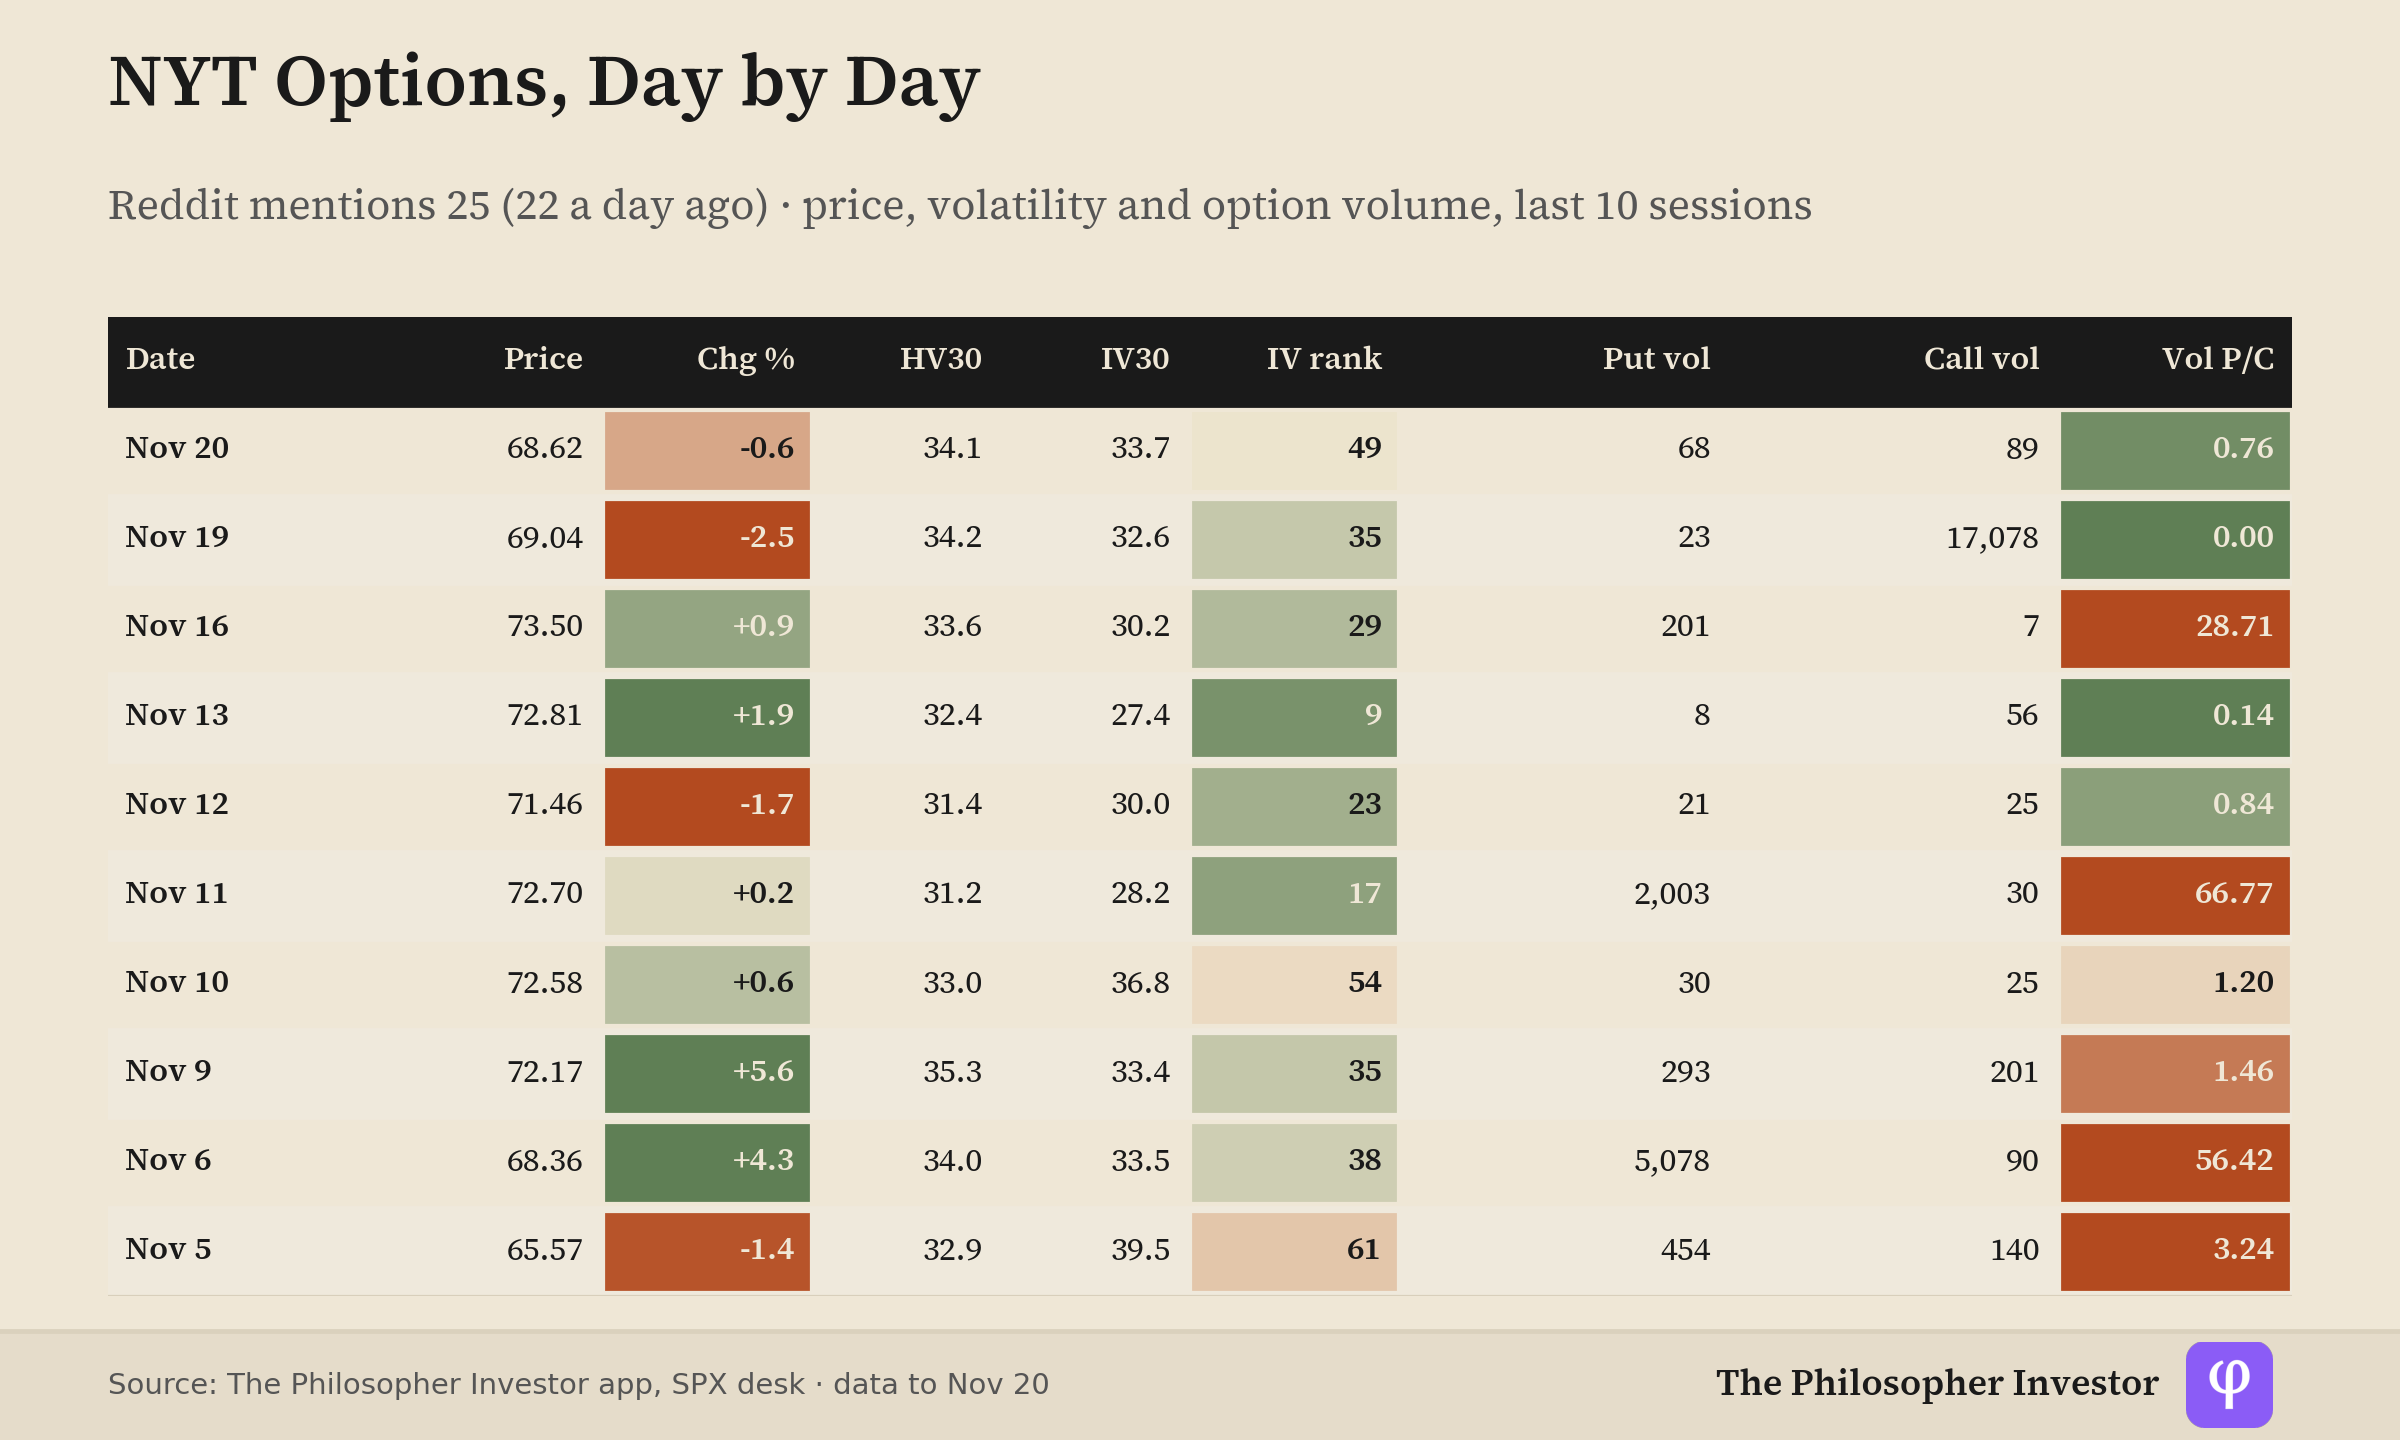 NYT Options, Day by Day
Reddit mentions 25 (22 a day ago) · price, volatility and option volume, last 10 sessions
Date Price Chg % HV30 IV30 IV rank Put vol Call vol Vol P/C
Nov 20 68.62 -0.6 34.1 33.7 49 68 89 0.76
Nov 19 69.04 -2.5 34.2 32.6 35 23 17,078 0.00
Nov 16 73.50 +0.9 33.6 30.2 29 201 7 28.71
Nov 13 72.81 +1.9 32.4 27.4 9 8 56 0.14
Nov 12 71.46 -1.7 31.4 30.0 23 21 25 0.84
Nov 11 72.70 +0.2 31.2 28.2 17 2,003 30 66.77
Nov 10 72.58 +0.6 33.0 36.8 54 30 25 1.20
Nov 9 72.17 +5.6 35.3 33.4 35 293 201 1.46
Nov 6 68.36 +4.3 34.0 33.5 38 5,078 90 56.42
Nov 5 65.57 -1.4 32.9 39.5 61 454 140 3.24
Source: The Philosopher Investor app, SPX desk · data to Nov 20
The Philosopher Investor φ